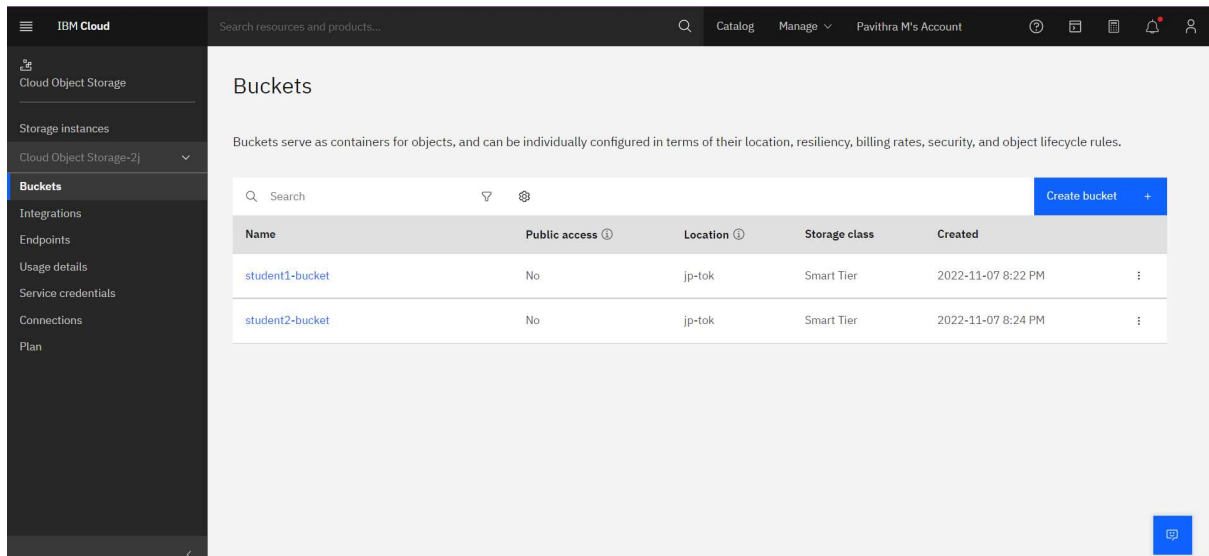 IBM Cloud
Search resources and products...
Catalog
Manage
Pavithra M's Account
Cloud Object Storage
Storage instances
Cloud Object Storage-2j
Buckets
Integrations
Endpoints
Usage details
Service credentials
Connections
Plan
Buckets
Buckets serve as containers for objects, and can be individually configured in terms of their location, resiliency, billing rates, security, and object lifecycle rules.
Search
Create bucket +
Name Public access Location Storage class Created
student1-bucket No jp-tok Smart Tier 2022-11-07 8:22 PM
student2-bucket No jp-tok Smart Tier 2022-11-07 8:24 PM